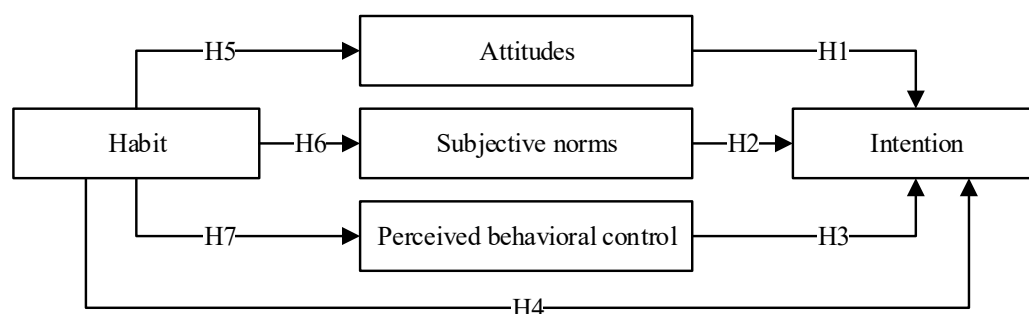 H5
Attitudes
H1
Habit
H6
Subjective norms
H2
Intention
H7
Perceived behavioral control
H3
H4